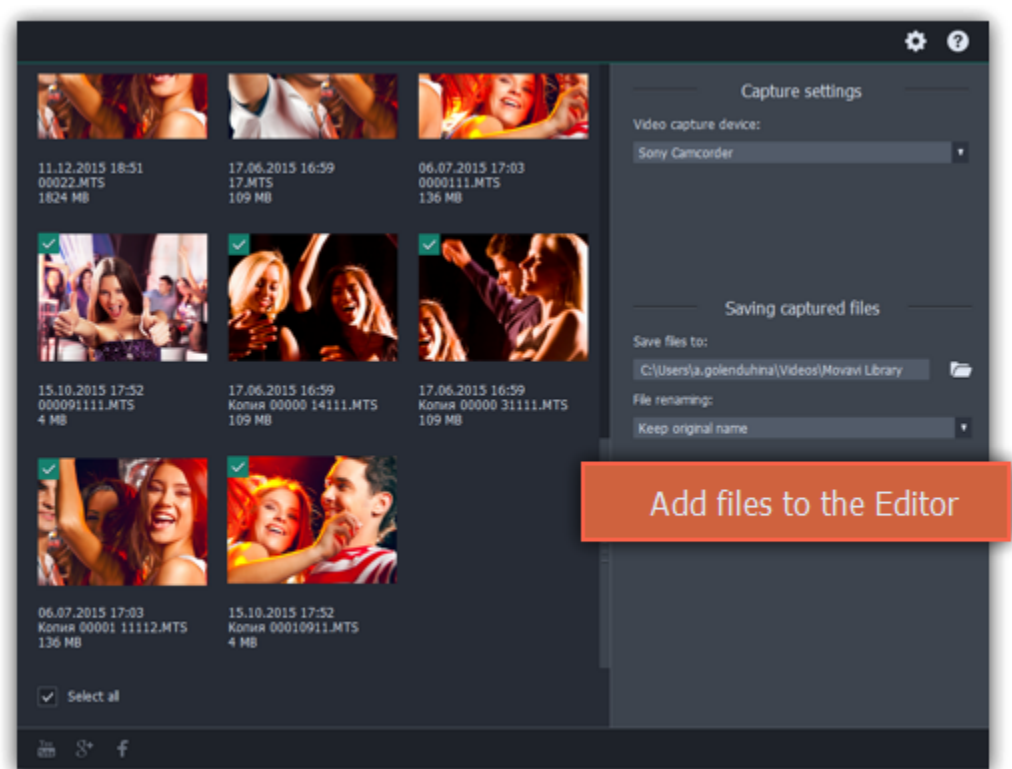 Capture settings
Video capture device:
Sony Camcorder
11.12.2015 18:51
00022.MTS
1824 MB
17.06.2015 16:59
17.MTS
109 MB
06.07.2015 17:03
0000111.MTS
136 MB
15.10.2015 17:52
000091111.MTS
4 MB
17.06.2015 16:59
Копия 00000 14111.MTS
109 MB
17.06.2015 16:59
Копия 00000 31111.MTS
109 MB
Saving captured files
Save files to:
C:\Users\a.golenduhina\Videos\Movavi Library
File renaming:
Keep original name
Add files to the Editor
06.07.2015 17:03
Копия 00001 11112.MTS
136 MB
15.10.2015 17:52
Копия 00010911.MTS
4 MB
Select all